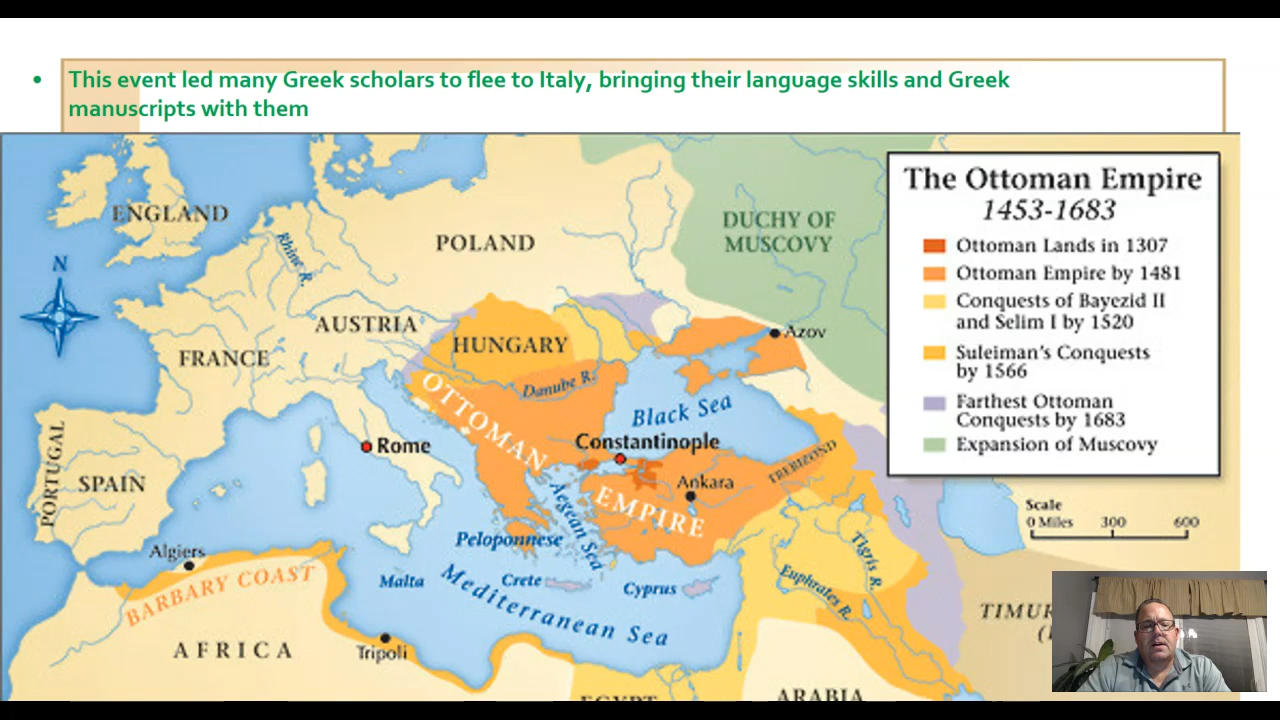 • This event led many Greek scholars to flee to Italy, bringing their language skills and Greek
manuscripts with them
The Ottoman Empire
1453-1683
Ottoman Lands in 1307
Ottoman Empire by 1481
Conquests of Bayezid II
and Selim I by 1520
Suleiman's Conquests
by 1566
Farthest Ottoman
Conquests by 1683
Expansion of Muscovy
ENGLAND
DUCHY OF
MUSCOVY
POLAND
N
Rhine R.
AUSTRIA
Azov
HUNGARY
FRANCE
Danube R.
OTTOMAN
EMPIRE
Black Sea
Constantinople
Rome
PORTUGAL
SPAIN
Ankara
TREBIZOND
Aegean Sea
Scale
0 Miles 300 600
Peloponnese
Algiers
BARBARY COAST
Malta
Crete
Cyprus
Mediterranean Sea
Tigris R.
Euphrates R.
AFRICA
Tripoli
EGYPT
ARABIA